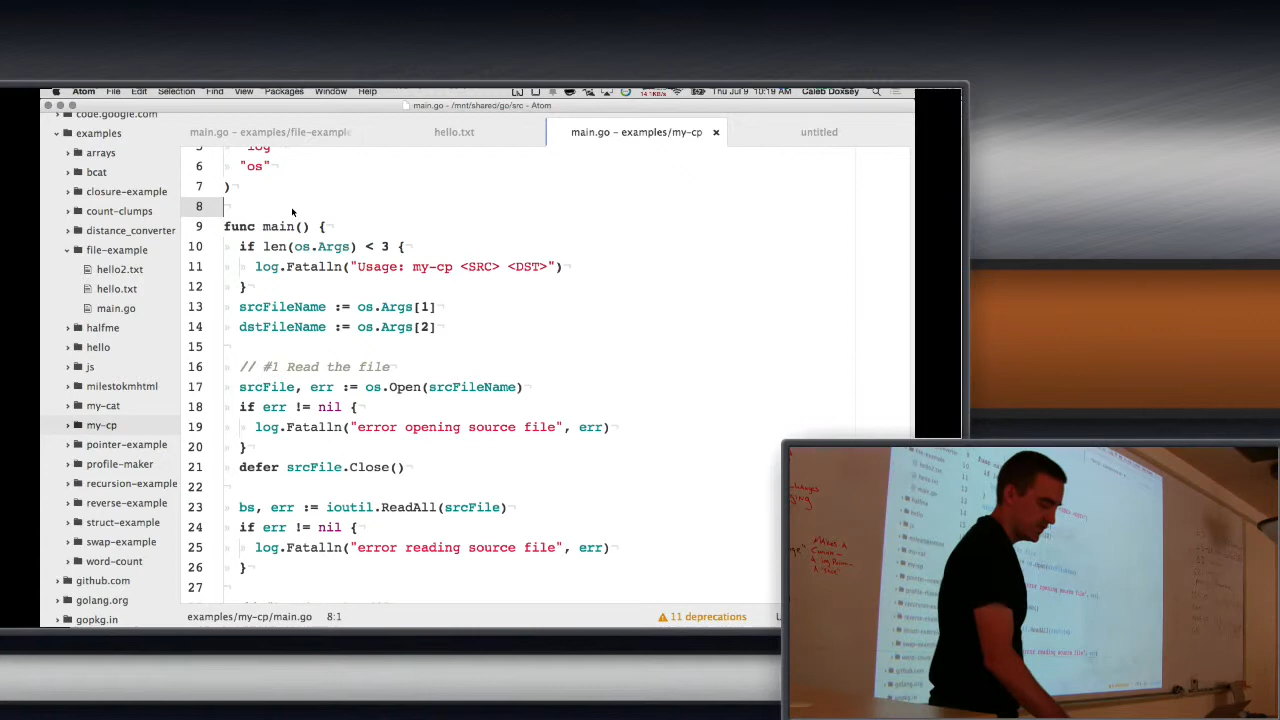 Atom File Edit Selection Find View Packages Window Help 14.1KB/s Thu Jul 9 10:19 AM Caleb Doxsey
main.go - /mnt/shared/go/src - Atom
main.go - examples/file-example hello.txt main.go - examples/my-cp × untitled
code.google.com
examples
arrays
bcat
closure-example
count-clumps
distance_converter
file-example
hello2.txt
hello.txt
main.go
halfme
hello
js
milestokmhtml
my-cat
my-cp
pointer-example
profile-maker
recursion-example
reverse-example
struct-example
swap-example
word-count
github.com
golang.org
gopkg.in
5 "log"
6 "os"
7 )
8
9 func main() {
10 if len(os.Args) < 3 {
11 log.Fatalln("Usage: my-cp <SRC> <DST>")
12 }
13 srcFileName := os.Args[1]
14 dstFileName := os.Args[2]
15
16 // #1 Read the file
17 srcFile, err := os.Open(srcFileName)
18 if err != nil {
19 log.Fatalln("error opening source file", err)
20 }
21 defer srcFile.Close()
22
23 bs, err := ioutil.ReadAll(srcFile)
24 if err != nil {
25 log.Fatalln("error reading source file", err)
26 }
27
examples/my-cp/main.go 8:1 11 deprecations